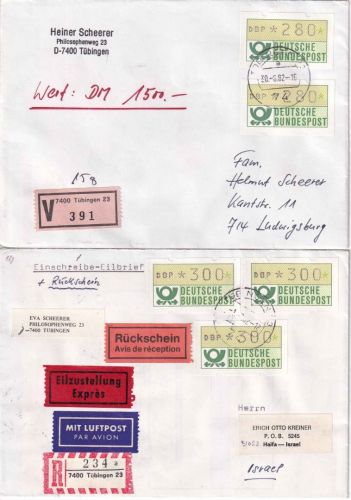 Heiner Scheerer
Philosophenweg 23
D-7400 Tübingen
Wert: DM 1500.-
DBP *280*
DEUTSCHE
BUNDESPOST
DBP *280*
DEUTSCHE
BUNDESPOST
158
V 7400 Tübingen 23
391
Fam.
Helmut Scheerer
Kantstr. 11
714 Ludwigsburg
Einschreibe-Eilbrief
+ Rückschein
DBP *300*
DEUTSCHE
BUNDESPOST
DBP *300*
DEUTSCHE
BUNDESPOST
DBP *300*
DEUTSCHE
BUNDESPOST
EVA SCHEERER
PHILOSOPHENWEG 23
7400 TÜBINGEN
Rückschein
Avis de réception
Eilzustellung
Exprès
MIT LUFTPOST
PAR AVION
R 234 a
7400 Tübingen 23
Herrn
ERICH OTTO KREINER
P. O. B. 5245
Haifa – Israel
Israel